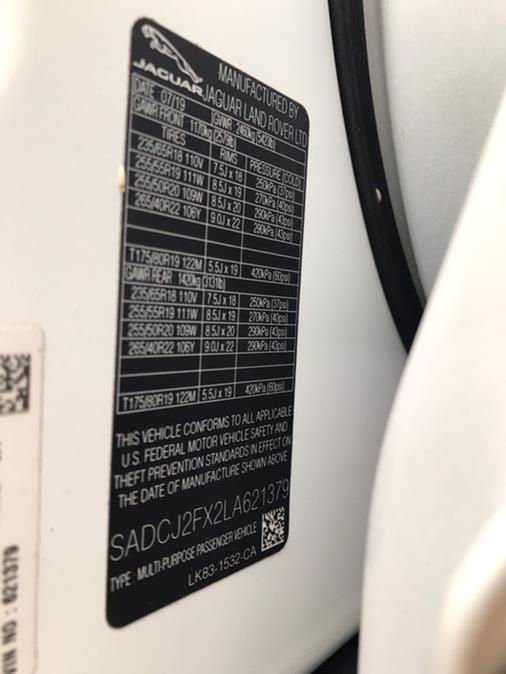 JAGUAR
MANUFACTURED BY
JAGUAR LAND ROVER LTD
DATE 07/19 GVWR 2460kg (5423lb)
GAWR FRONT 1170kg (2579lb)
TIRES RIMS PRESSURE (COLD)
235/65R18 110V 7.5J x 18 250kPa (37psi)
255/55R19 111W 8.5J x 19 270kPa (40psi)
255/50R20 109W 8.5J x 20 290kPa (43psi)
265/40R22 106Y 9.0J x 22 290kPa (43psi)
T175/80R19 122M 5.5J x 19 420kPa (60psi)
GAWR REAR 1420kg (3131lb)
235/65R18 110V 7.5J x 18 250kPa (37psi)
255/55R19 111W 8.5J x 19 270kPa (40psi)
255/50R20 109W 8.5J x 20 290kPa (43psi)
265/40R22 106Y 9.0J x 22 290kPa (43psi)
T175/80R19 122M 5.5J x 19 420kPa (60psi)
THIS VEHICLE CONFORMS TO ALL APPLICABLE
U.S. FEDERAL MOTOR VEHICLE SAFETY AND
THEFT PREVENTION STANDARDS IN EFFECT ON
THE DATE OF MANUFACTURE SHOWN ABOVE
SADCJ2FX2LA621379
TYPE : MULTI-PURPOSE PASSENGER VEHICLE
LK83-1532-CA
VIN NO : 621379